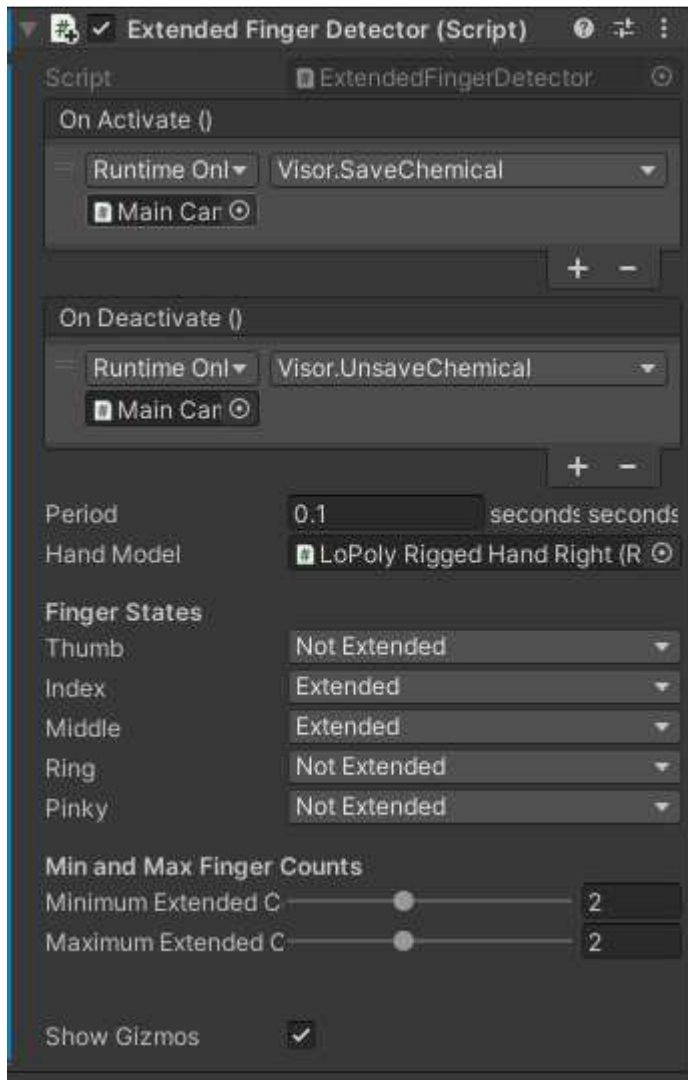 Extended Finger Detector (Script)
Script ExtendedFingerDetector
On Activate ()
Runtime Onl Visor.SaveChemical
Main Car
+ -
On Deactivate ()
Runtime Onl Visor.UnsaveChemical
Main Car
+ -
Period 0.1 seconds seconds
Hand Model LoPoly Rigged Hand Right (R
Finger States
Thumb Not Extended
Index Extended
Middle Extended
Ring Not Extended
Pinky Not Extended
Min and Max Finger Counts
Minimum Extended C 2
Maximum Extended C 2
Show Gizmos